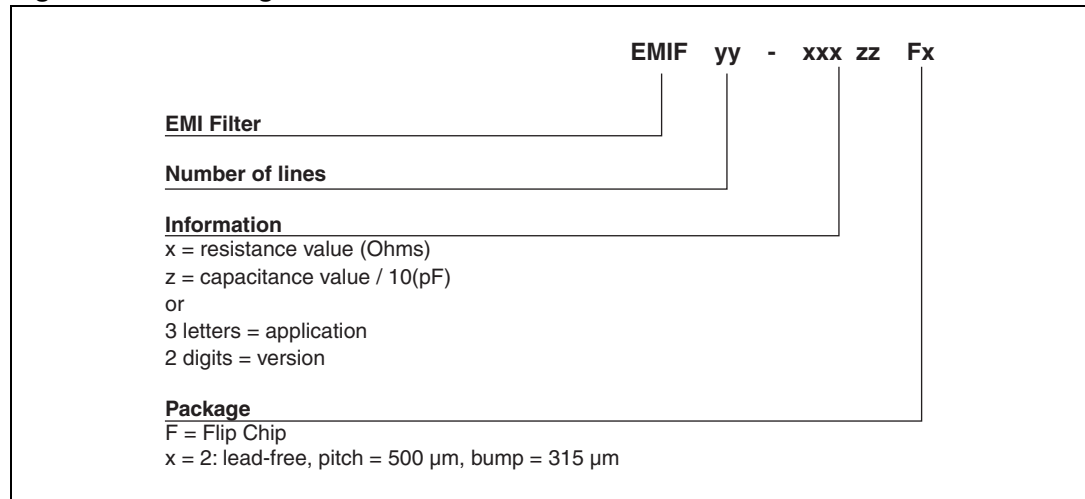 EMIF yy - xxx zz Fx
EMI Filter
Number of lines
Information
x = resistance value (Ohms)
z = capacitance value / 10(pF)
or
3 letters = application
2 digits = version
Package
F = Flip Chip
x = 2: lead-free, pitch = 500 µm, bump = 315 µm